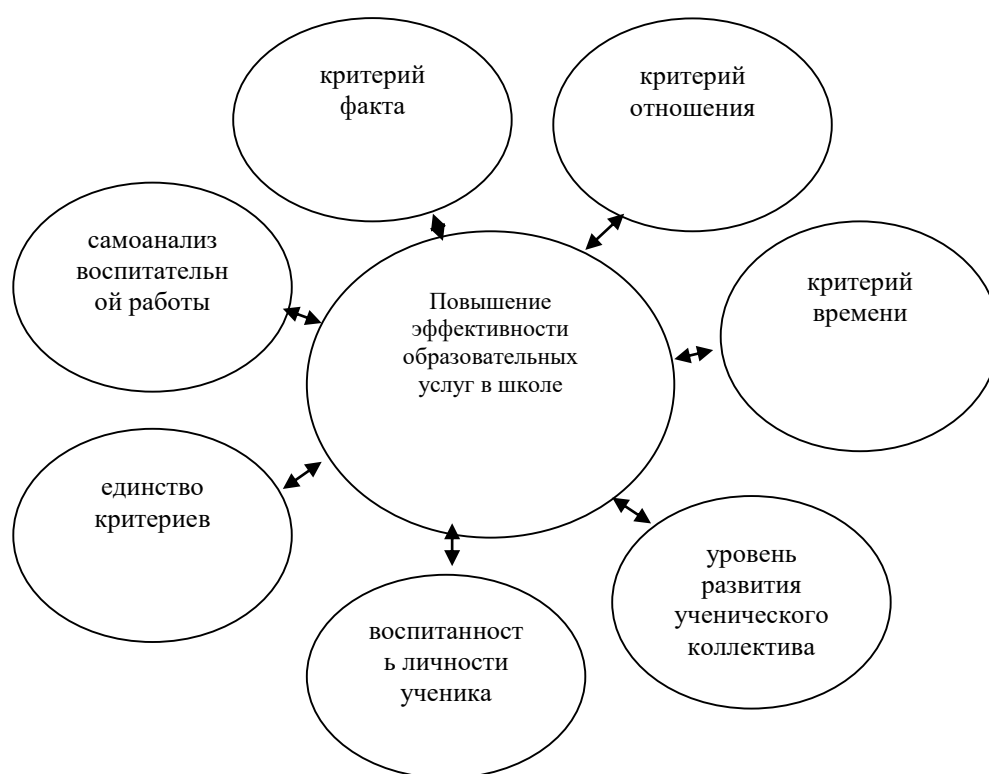 критерий
факта
критерий
отношения
самоанализ
воспитательн
ой работы
Повышение
эффективности
образовательных
услуг в школе
критерий
времени
единство
критериев
уровень
развития
ученического
коллектива
воспитанност
ь личности
ученика